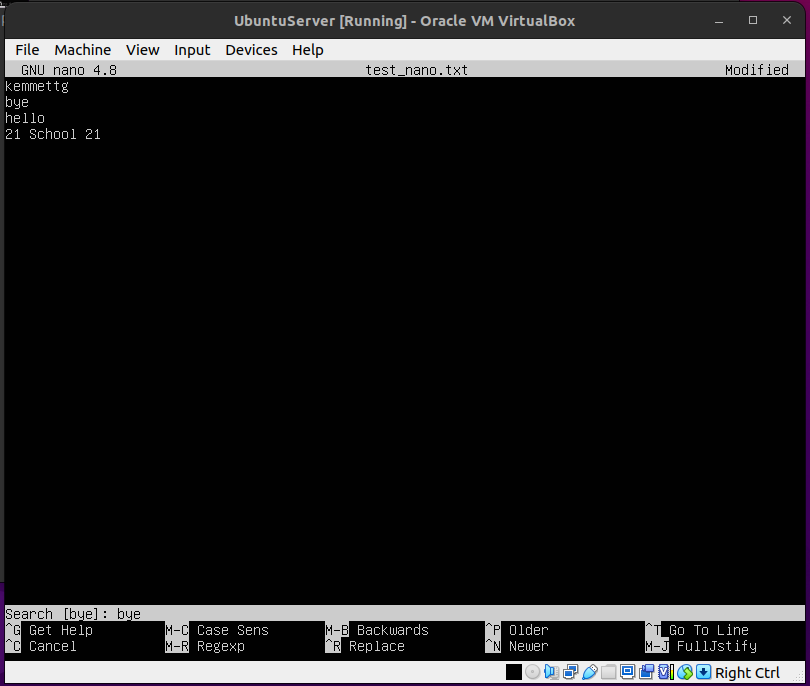 UbuntuServer [Running] - Oracle VM VirtualBox
File Machine View Input Devices Help
GNU nano 4.8 test_nano.txt Modified
kemmettg
bye
hello
21 School 21
Search [bye]: bye
^G Get Help M-C Case Sens M-B Backwards ^P Older ^T Go To Line
^C Cancel M-R Regexp ^R Replace ^N Newer M-J FullJstify
Right Ctrl